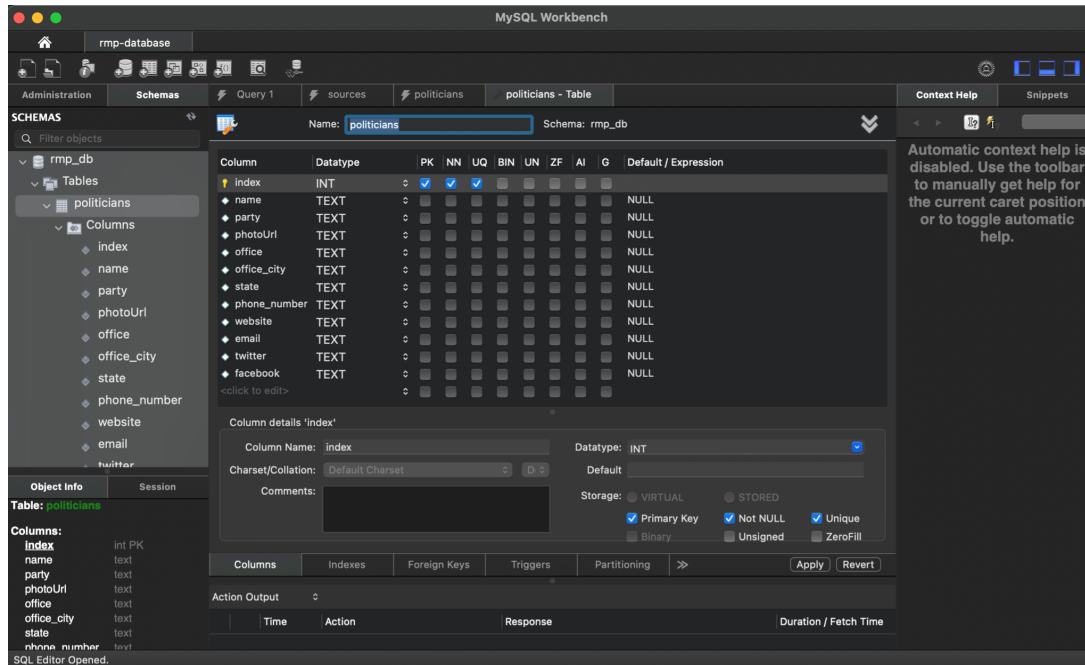 MySQL Workbench
rmp-database
Administration Schemas
Query 1 sources politicians politicians - Table
Context Help Snippets
SCHEMAS
Filter objects
rmp_db
Tables
politicians
Columns
index
name
party
photoUrl
office
office_city
state
phone_number
website
email
twitter
Object Info Session
Table: politicians
Columns:
index int PK
name text
party text
photoUrl text
office text
office_city text
state text
phone_number text
SQL Editor Opened.
Name: politicians Schema: rmp_db
Column Datatype PK NN UQ BIN UN ZF AI G Default / Expression
index INT
name TEXT NULL
party TEXT NULL
photoUrl TEXT NULL
office TEXT NULL
office_city TEXT NULL
state TEXT NULL
phone_number TEXT NULL
website TEXT NULL
email TEXT NULL
twitter TEXT NULL
facebook TEXT NULL
<click to edit>
Column details 'index'
Column Name: index Datatype: INT
Charset/Collation: Default Charset D Default
Comments: Storage: VIRTUAL STORED
Primary Key Not NULL Unique
Binary Unsigned ZeroFill
Columns Indexes Foreign Keys Triggers Partitioning >> Apply Revert
Action Output
Time Action Response Duration / Fetch Time
Automatic context help is
disabled. Use the toolbar
to manually get help for
the current caret position
or to toggle automatic
help.